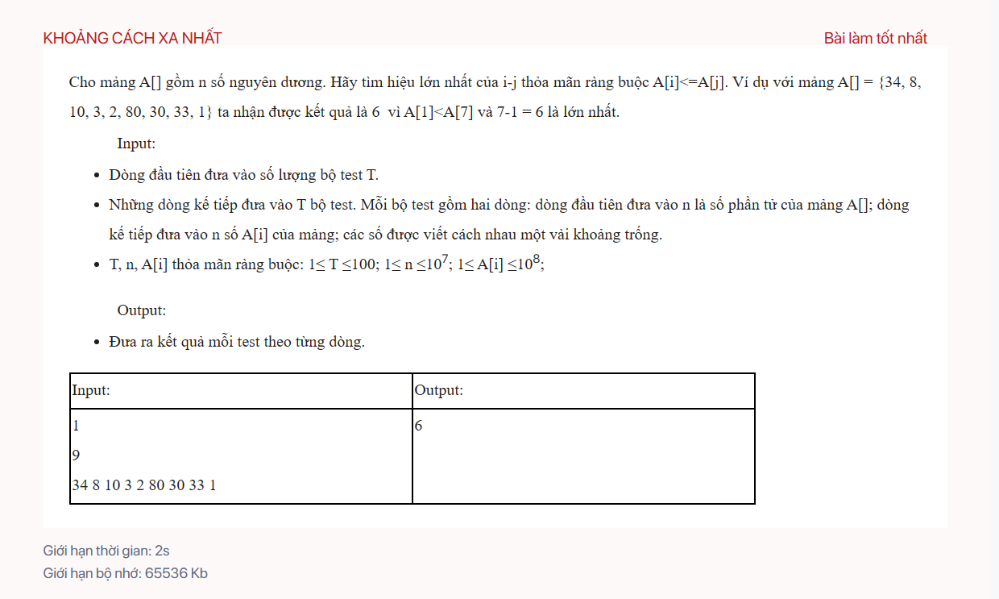 KHOẢNG CÁCH XA NHẤT
Bài làm tốt nhất
Cho mảng A[] gồm n số nguyên dương. Hãy tìm hiệu lớn nhất của i-j thỏa mãn ràng buộc A[i]<=A[j]. Ví dụ với mảng A[] = {34, 8,
10, 3, 2, 80, 30, 33, 1} ta nhận được kết quả là 6 vì A[1]<A[7] và 7-1 = 6 là lớn nhất.
Input:
• Dòng đầu tiên đưa vào số lượng bộ test T.
• Những dòng kế tiếp đưa vào T bộ test. Mỗi bộ test gồm hai dòng: dòng đầu tiên đưa vào n là số phần tử của mảng A[]; dòng
kế tiếp đưa vào n số A[i] của mảng; các số được viết cách nhau một vài khoảng trống.
• T, n, A[i] thỏa mãn ràng buộc: 1≤ T ≤100; 1≤ n ≤10⁷; 1≤ A[i] ≤10⁸;
Output:
• Đưa ra kết quả mỗi test theo từng dòng.
Input:
Output:
1
6
9
34 8 10 3 2 80 30 33 1
Giới hạn thời gian: 2s
Giới hạn bộ nhớ: 65536 Kb